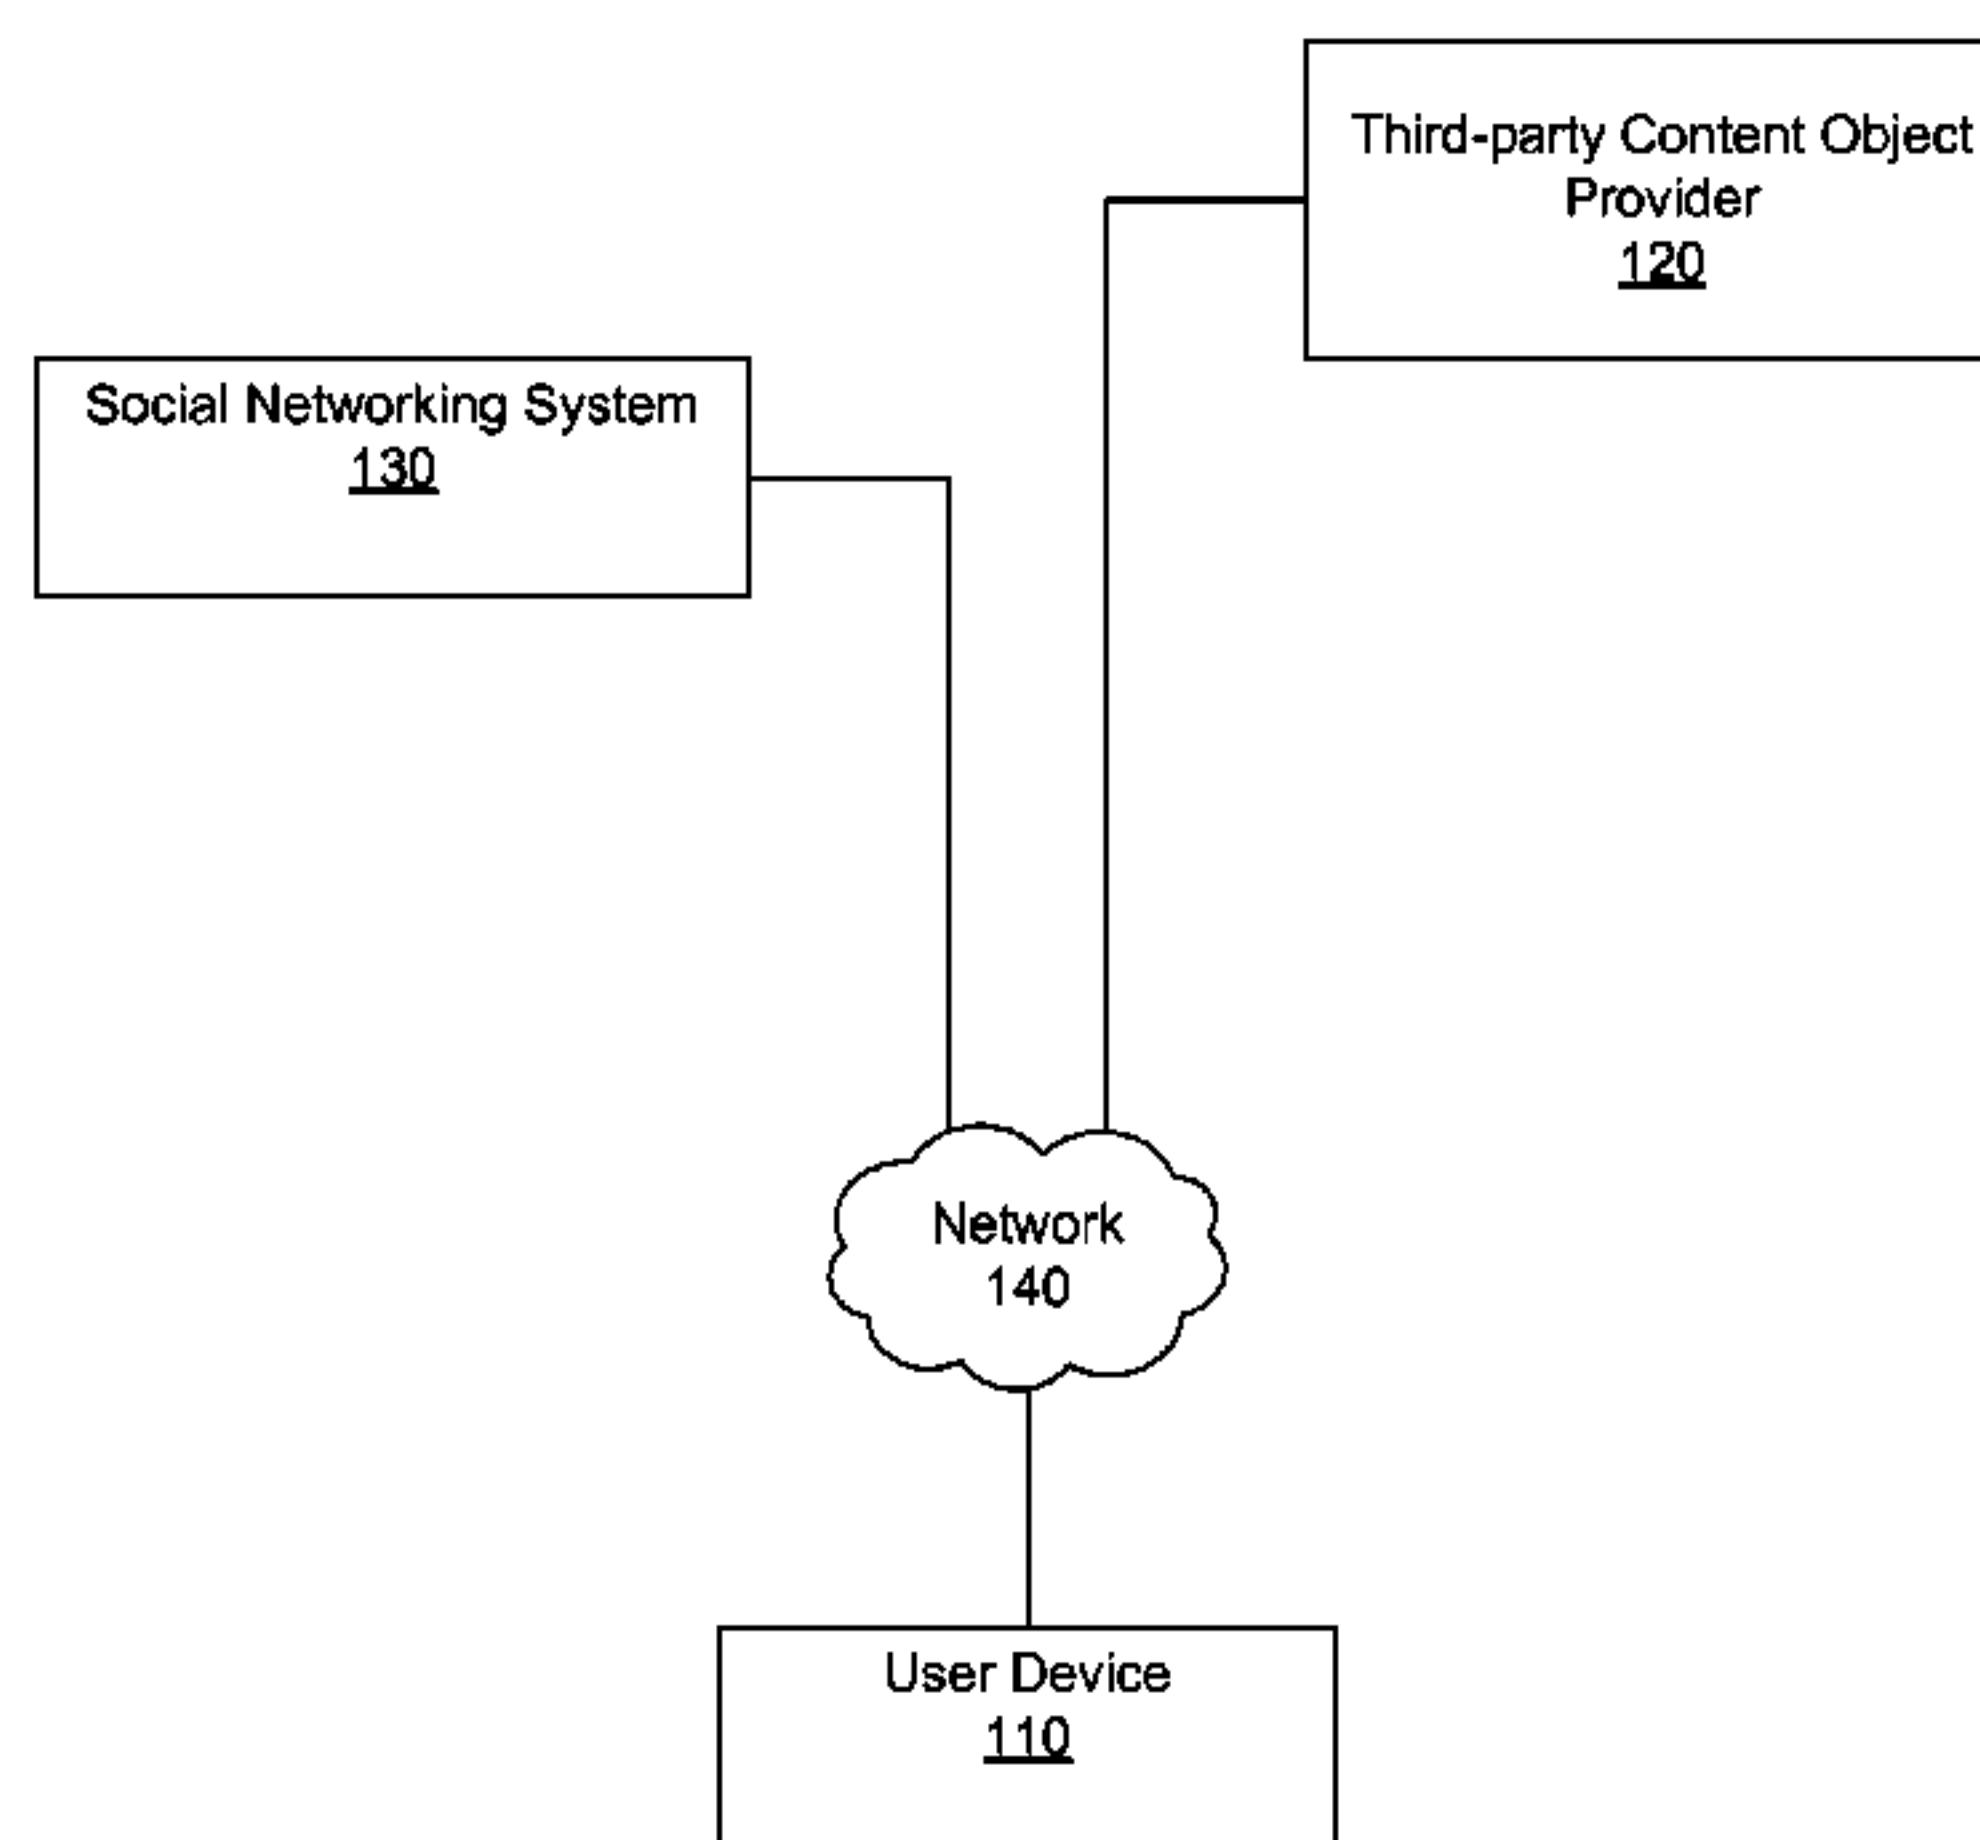 Third-party Content Object
Provider
120
Social Networking System
130
Network
140
User Device
110